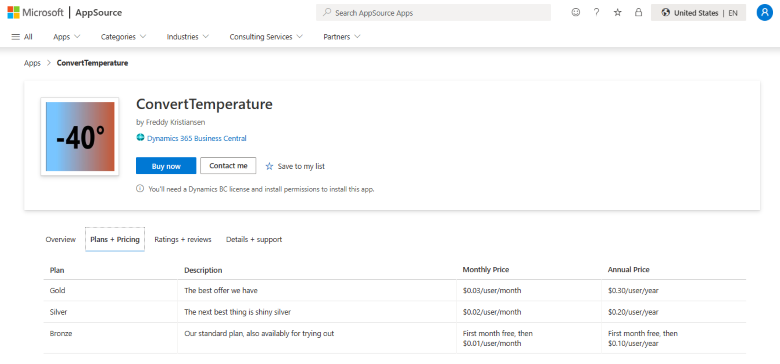 Microsoft | AppSource
Search AppSource Apps
United States | EN
All Apps Categories Industries Consulting Services Partners
Apps > ConvertTemperature
-40°
ConvertTemperature
by Freddy Kristiansen
Dynamics 365 Business Central
Buy now Contact me Save to my list
You'll need a Dynamics BC license and install permissions to install this app.
Overview Plans + Pricing Ratings + reviews Details + support
Plan Description Monthly Price Annual Price
Gold The best offer we have $0.03/user/month $0.30/user/year
Silver The next best thing is shiny silver $0.02/user/month $0.20/user/year
Bronze Our standard plan, also availably for trying out First month free, then First month free, then
$0.01/user/month $0.10/user/year